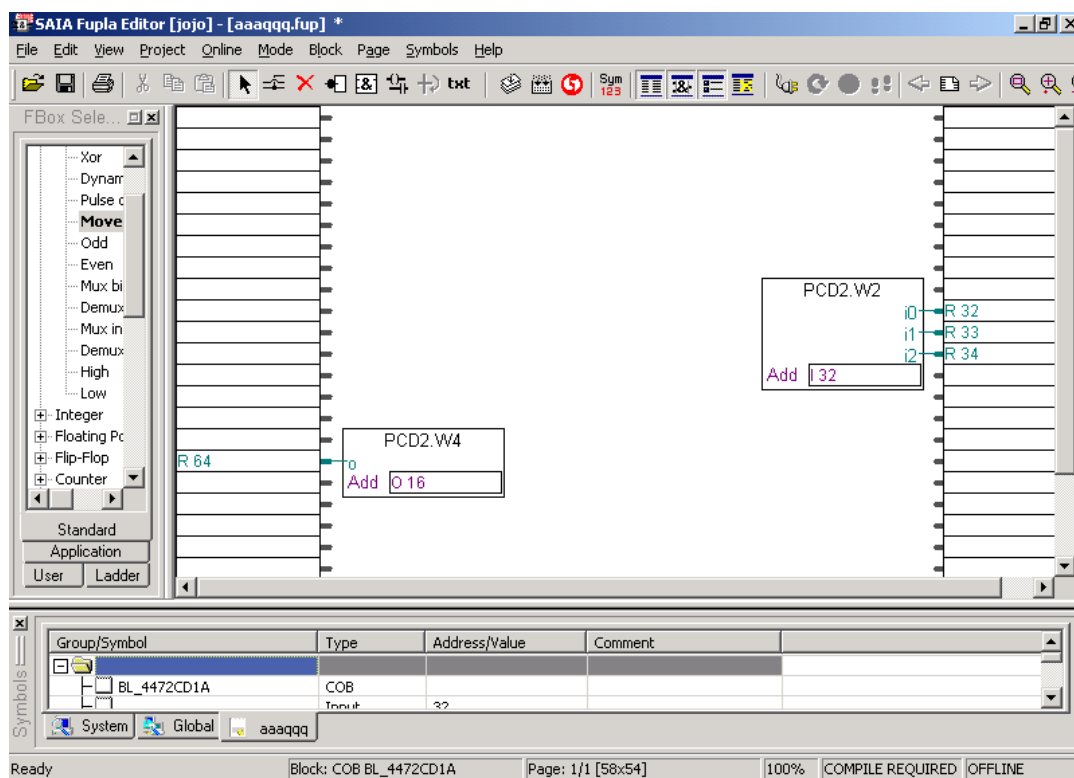 SAIA Fupla Editor [jojo] - [aaaqqq.fup] *
File Edit View Project Online Mode Block Page Symbols Help
txt Sym 123
FBox Sele...
Xor
Dynam
Pulse
Move
Odd
Even
Mux bi
Demux
Mux in
Demux
High
Low
Integer
Floating Po
Flip-Flop
Counter
Standard
Application
User Ladder
PCD2.W2
i0 R 32
i1 R 33
i2 R 34
Add I 32
PCD2.W4
R 64 o
Add O 16
Symbols
Group/Symbol Type Address/Value Comment
BL_4472CD1A COB
Input 32
System Global aaaqqq
Ready Block: COB BL_4472CD1A Page: 1/1 [58x54] 100% COMPILE REQUIRED OFFLINE